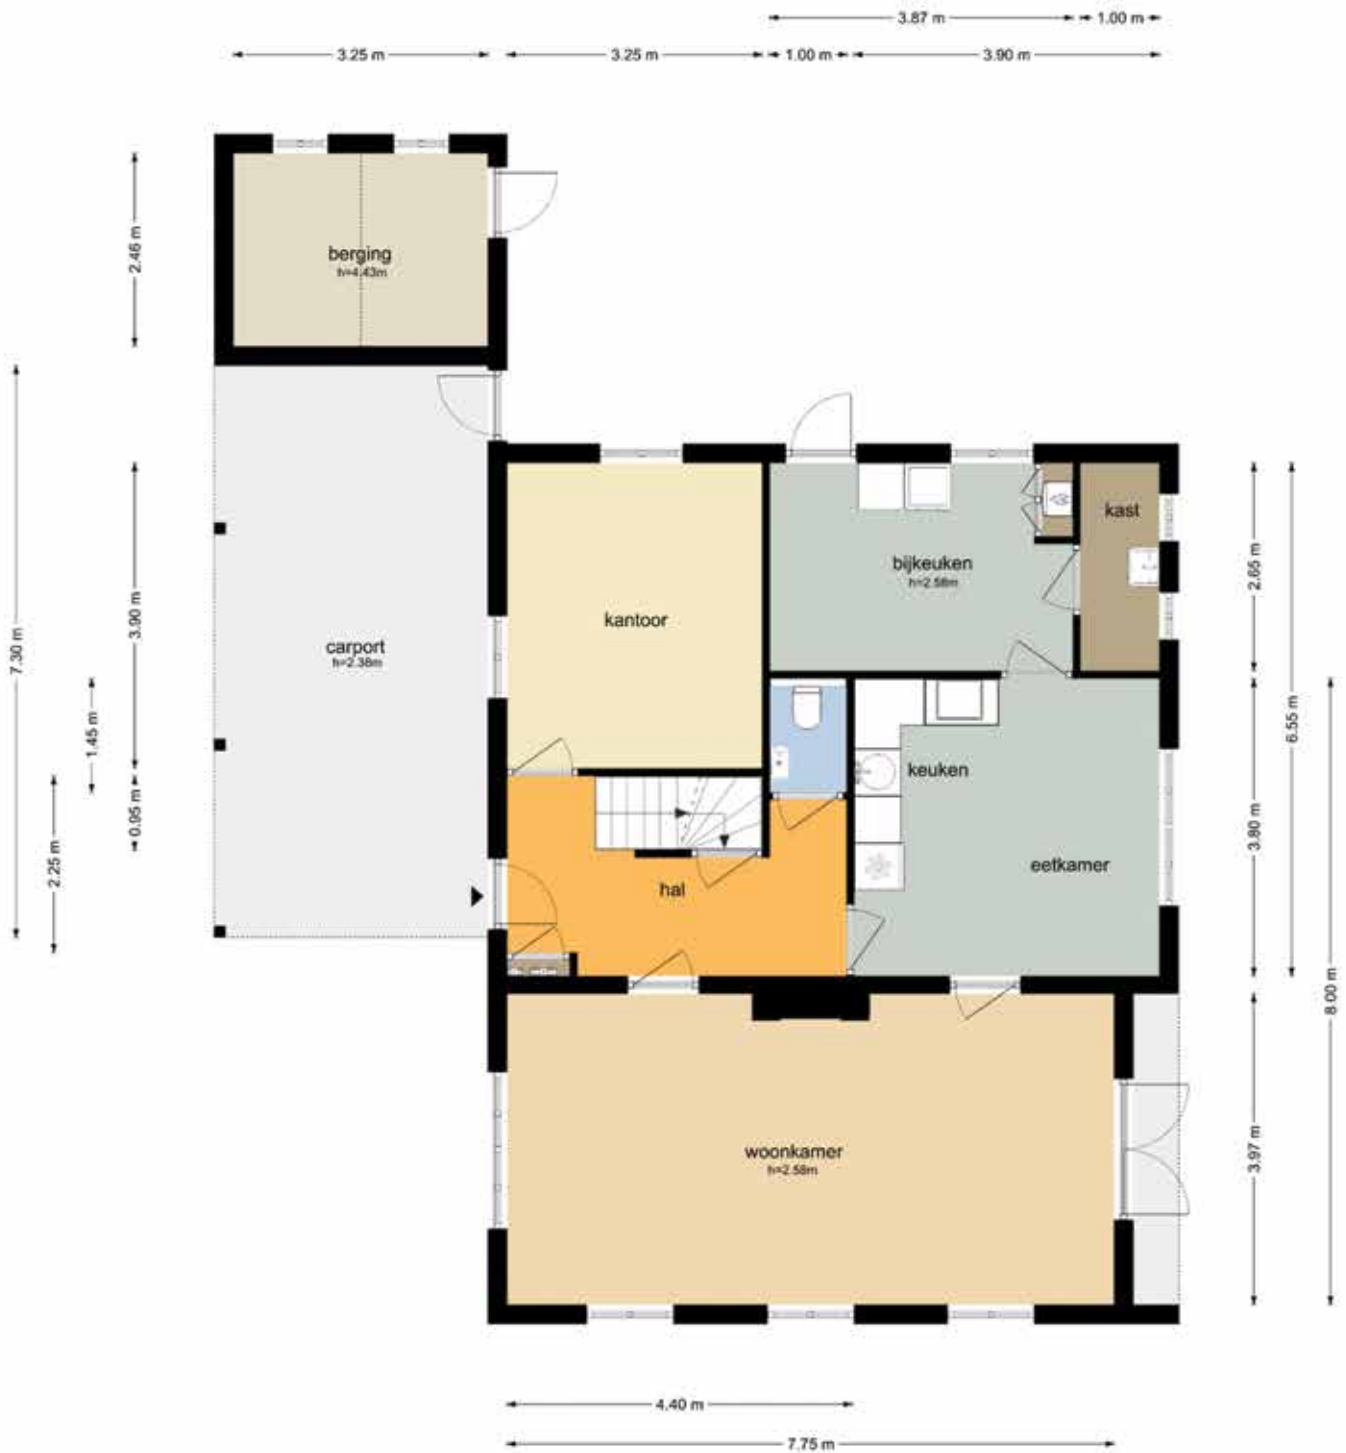 3.87 m
1.00 m
3.25 m
3.25 m
1.00 m
3.90 m
2.46 m
berging
h=4.43m
kast
bijkeuken
h=2.58m
2.65 m
3.90 m
kantoor
carport
h=2.38m
7.30 m
1.45 m
6.55 m
keuken
0.95 m
3.80 m
2.25 m
eetkamer
hal
8.00 m
woonkamer
h=2.58m
3.97 m
4.40 m
7.75 m